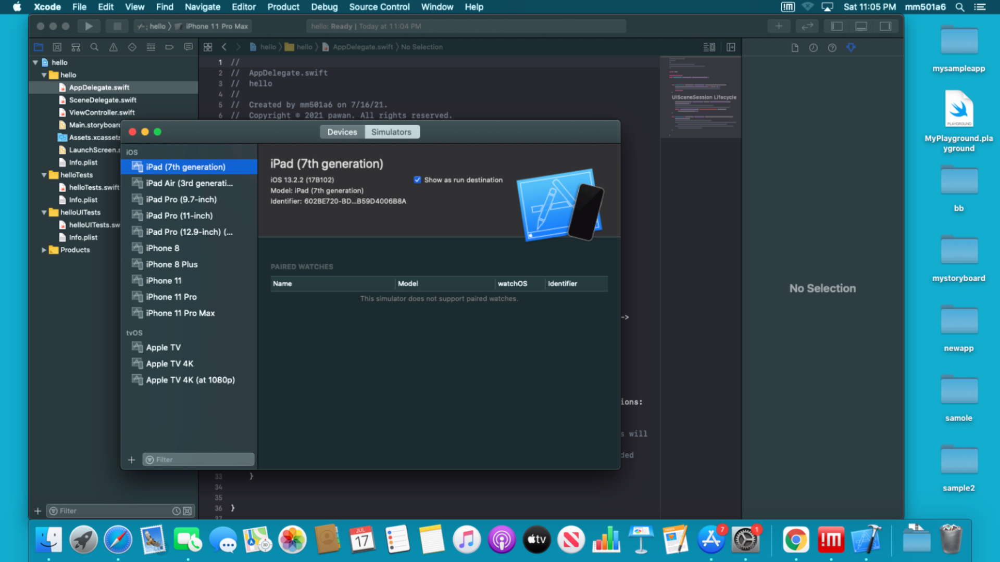 Xcode File Edit View Find Navigate Editor Product Debug Source Control Window Help
Sat 11:05 PM mm501a6
hello 〉 iPhone 11 Pro Max
hello: Ready | Today at 11:04 PM
hello 〉 hello 〉 AppDelegate.swift 〉 No Selection
hello
hello
AppDelegate.swift
SceneDelegate.swift
ViewController.swift
Main.storyboard
Assets.xcassets
LaunchScreen.s
Info.plist
helloTests
helloTests.swift
Info.plist
helloUITests
helloUITests.sw
Info.plist
Products
Filter
1 //
2 // AppDelegate.swift
3 // hello
4 //
5 // Created by mm501a6 on 7/16/21.
6 // Copyright © 2021 pawan. All rights reserved.
->
ions:
s will
ded
33 }
34
35
36 }
37
UISceneSession Lifecycle
Devices Simulators
iOS
iPad (7th generation)
iPad Air (3rd generati...
iPad Pro (9.7-inch)
iPad Pro (11-inch)
iPad Pro (12.9-inch) (...
iPhone 8
iPhone 8 Plus
iPhone 11
iPhone 11 Pro
iPhone 11 Pro Max
tvOS
Apple TV
Apple TV 4K
Apple TV 4K (at 1080p)
Filter
iPad (7th generation)
iOS 13.2.2 (17B102)
Model: iPad (7th generation)
Identifier: 602BE720-BD...B59D4006B8A
Show as run destination
PAIRED WATCHES
Name Model watchOS Identifier
This simulator does not support paired watches.
No Selection
mysampleapp
PLAYGROUND
MyPlayground.pla
yground
bb
mystoryboard
newapp
samole
sample2
JUL
17
3D
tv
PAGES
7
1
!M